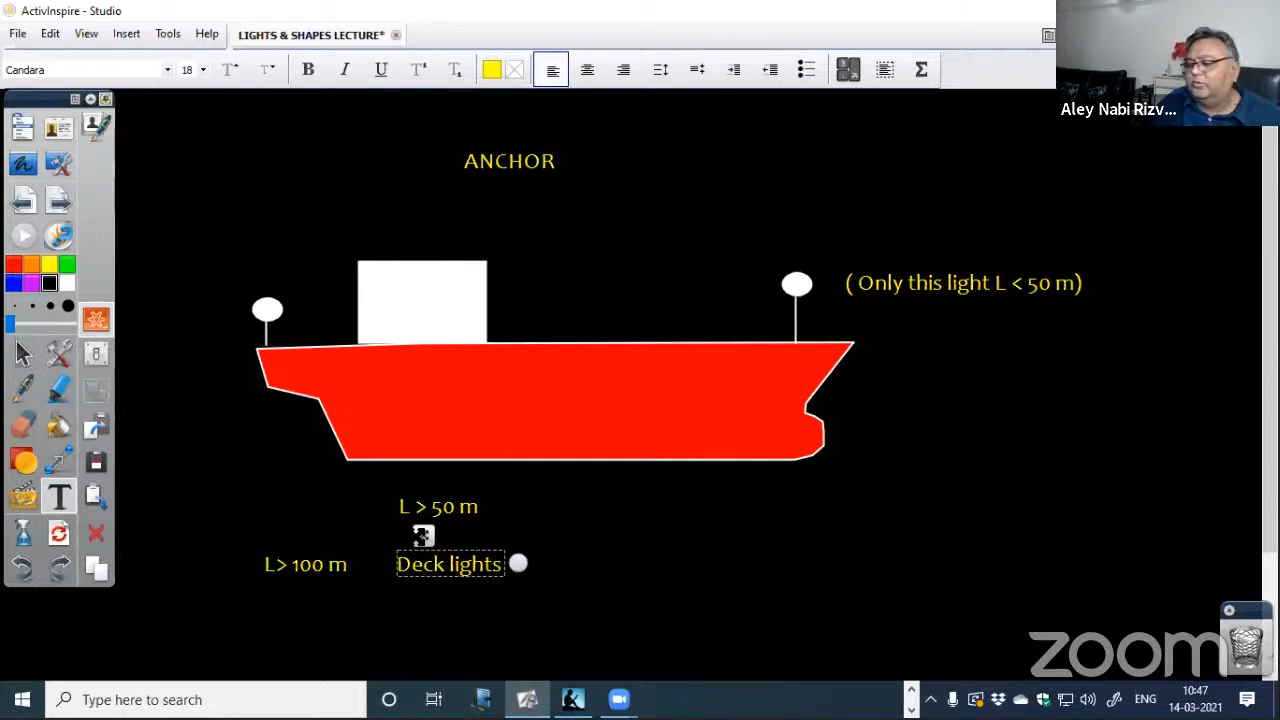 ActivInspire - Studio
File Edit View Insert Tools Help
LIGHTS & SHAPES LECTURE*
Candara 18
B I U
Aley Nabi Rizv...
ANCHOR
( Only this light L < 50 m)
L > 50 m
L> 100 m Deck lights
zoom
Type here to search
ENG
10:47
14-03-2021